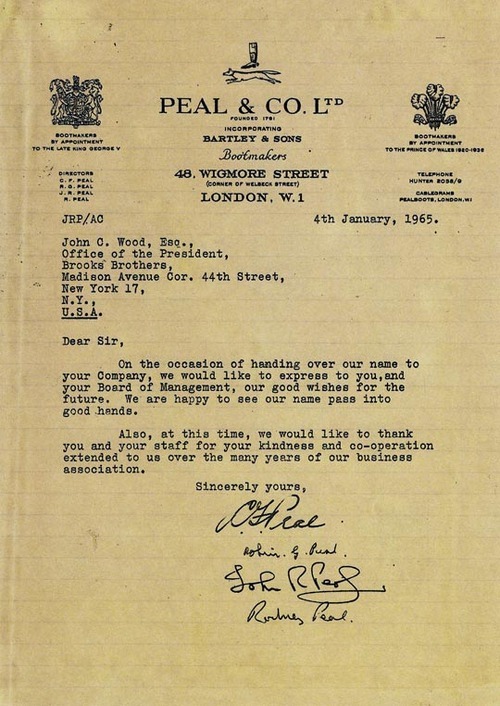 PEAL & CO. LTD
FOUNDED 1791
INCORPORATING
BARTLEY & SONS
Bootmakers
48, WIGMORE STREET
(CORNER OF WELBECK STREET)
LONDON, W.1
BOOTMAKERS
BY APPOINTMENT
TO THE LATE KING GEORGE V
DIRECTORS
C. F. PEAL
R. G. PEAL
J. R. PEAL
R. PEAL
BOOTMAKERS
BY APPOINTMENT
TO THE PRINCE OF WALES 1920-1936
TELEPHONE
HUNTER 2038/9
CABLEGRAMS
PEALBOOTS, LONDON, W.1
JRP/AC
4th January, 1965.
John C. Wood, Esq.,
Office of the President,
Brooks Brothers,
Madison Avenue Cor. 44th Street,
New York 17,
N.Y.,
U.S.A.
Dear Sir,
On the occasion of handing over our name to
your Company, we would like to express to you,and
your Board of Management, our good wishes for the
future. We are happy to see our name pass into
good hands.
Also, at this time, we would like to thank
you and your staff for your kindness and co-operation
extended to us over the many years of our business
association.
Sincerely yours,
C F Peal
Robin. G. Peal.
John R Peal
Rodney Peal.